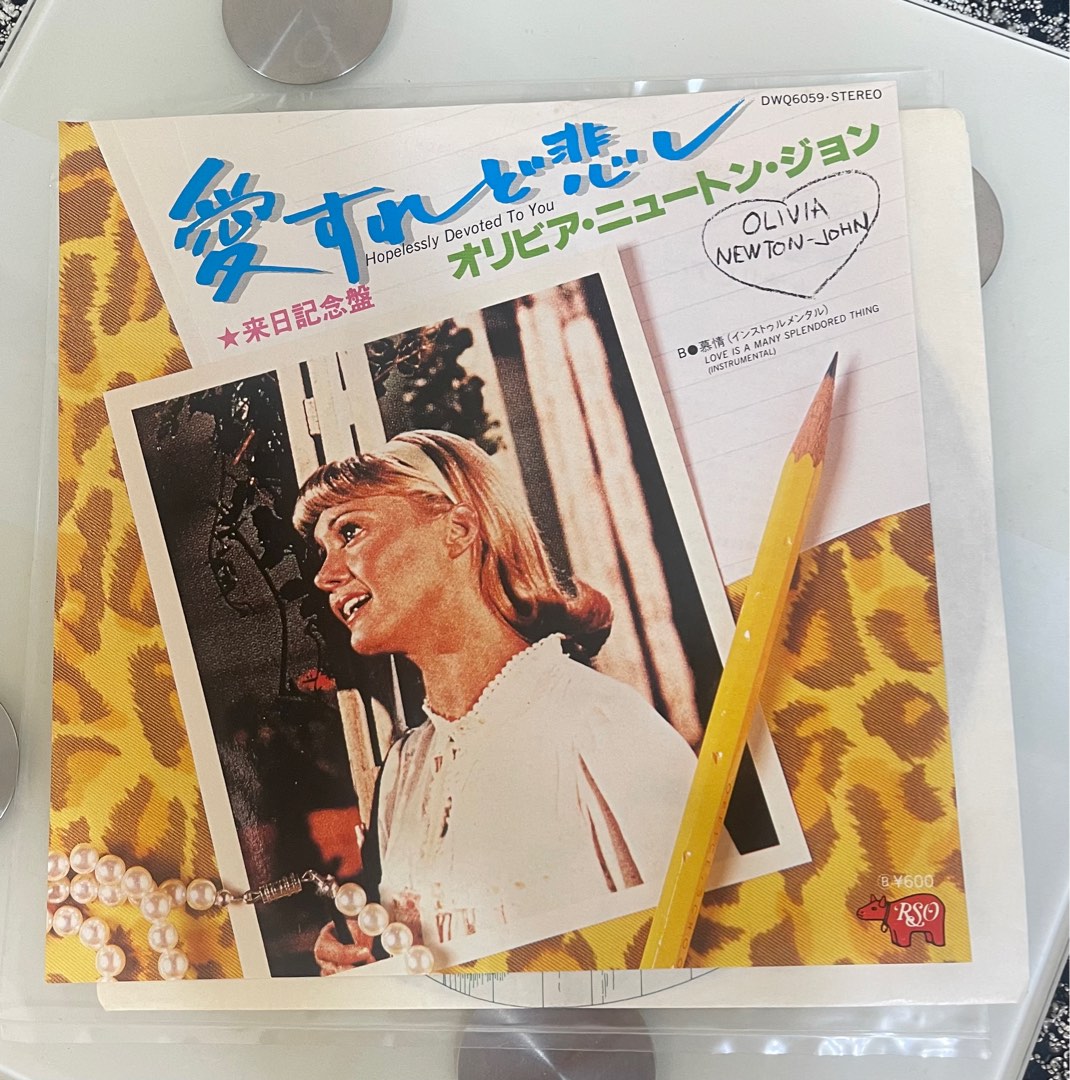 DWQ6059·STEREO
愛すれど悲し
Hopelessly Devoted To You
オリビア・ニュートン・ジョン
OLIVIA
NEWTON-JOHN
★来日記念盤
B●慕情(インストゥルメンタル)
LOVE IS A MANY SPLENDORED THING
(INSTRUMENTAL)
Ⓑ ¥600
RSO